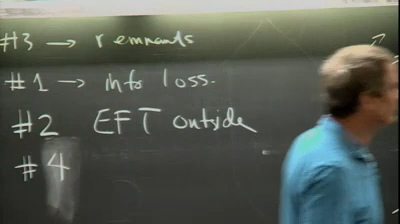 #3 → remnants
#1 → info loss.
#2 EFT outside
#4